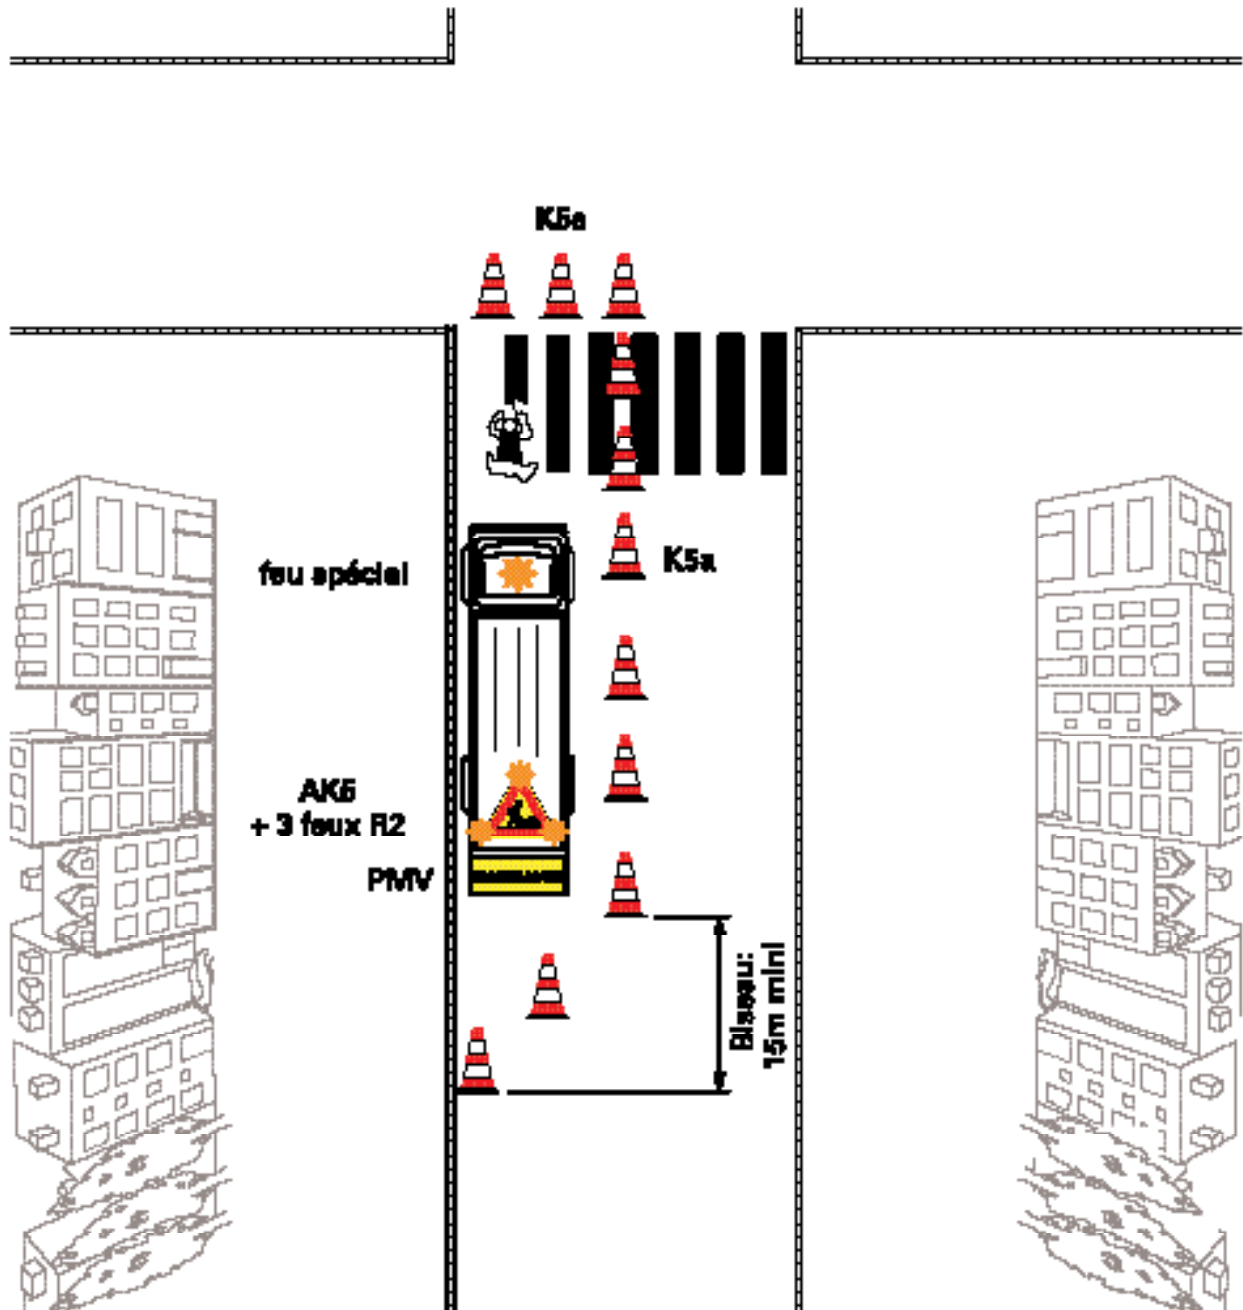 K5a
K5a
feu spécial
AK5
+ 3 feux R2
PMV
Biseau:
15m mini